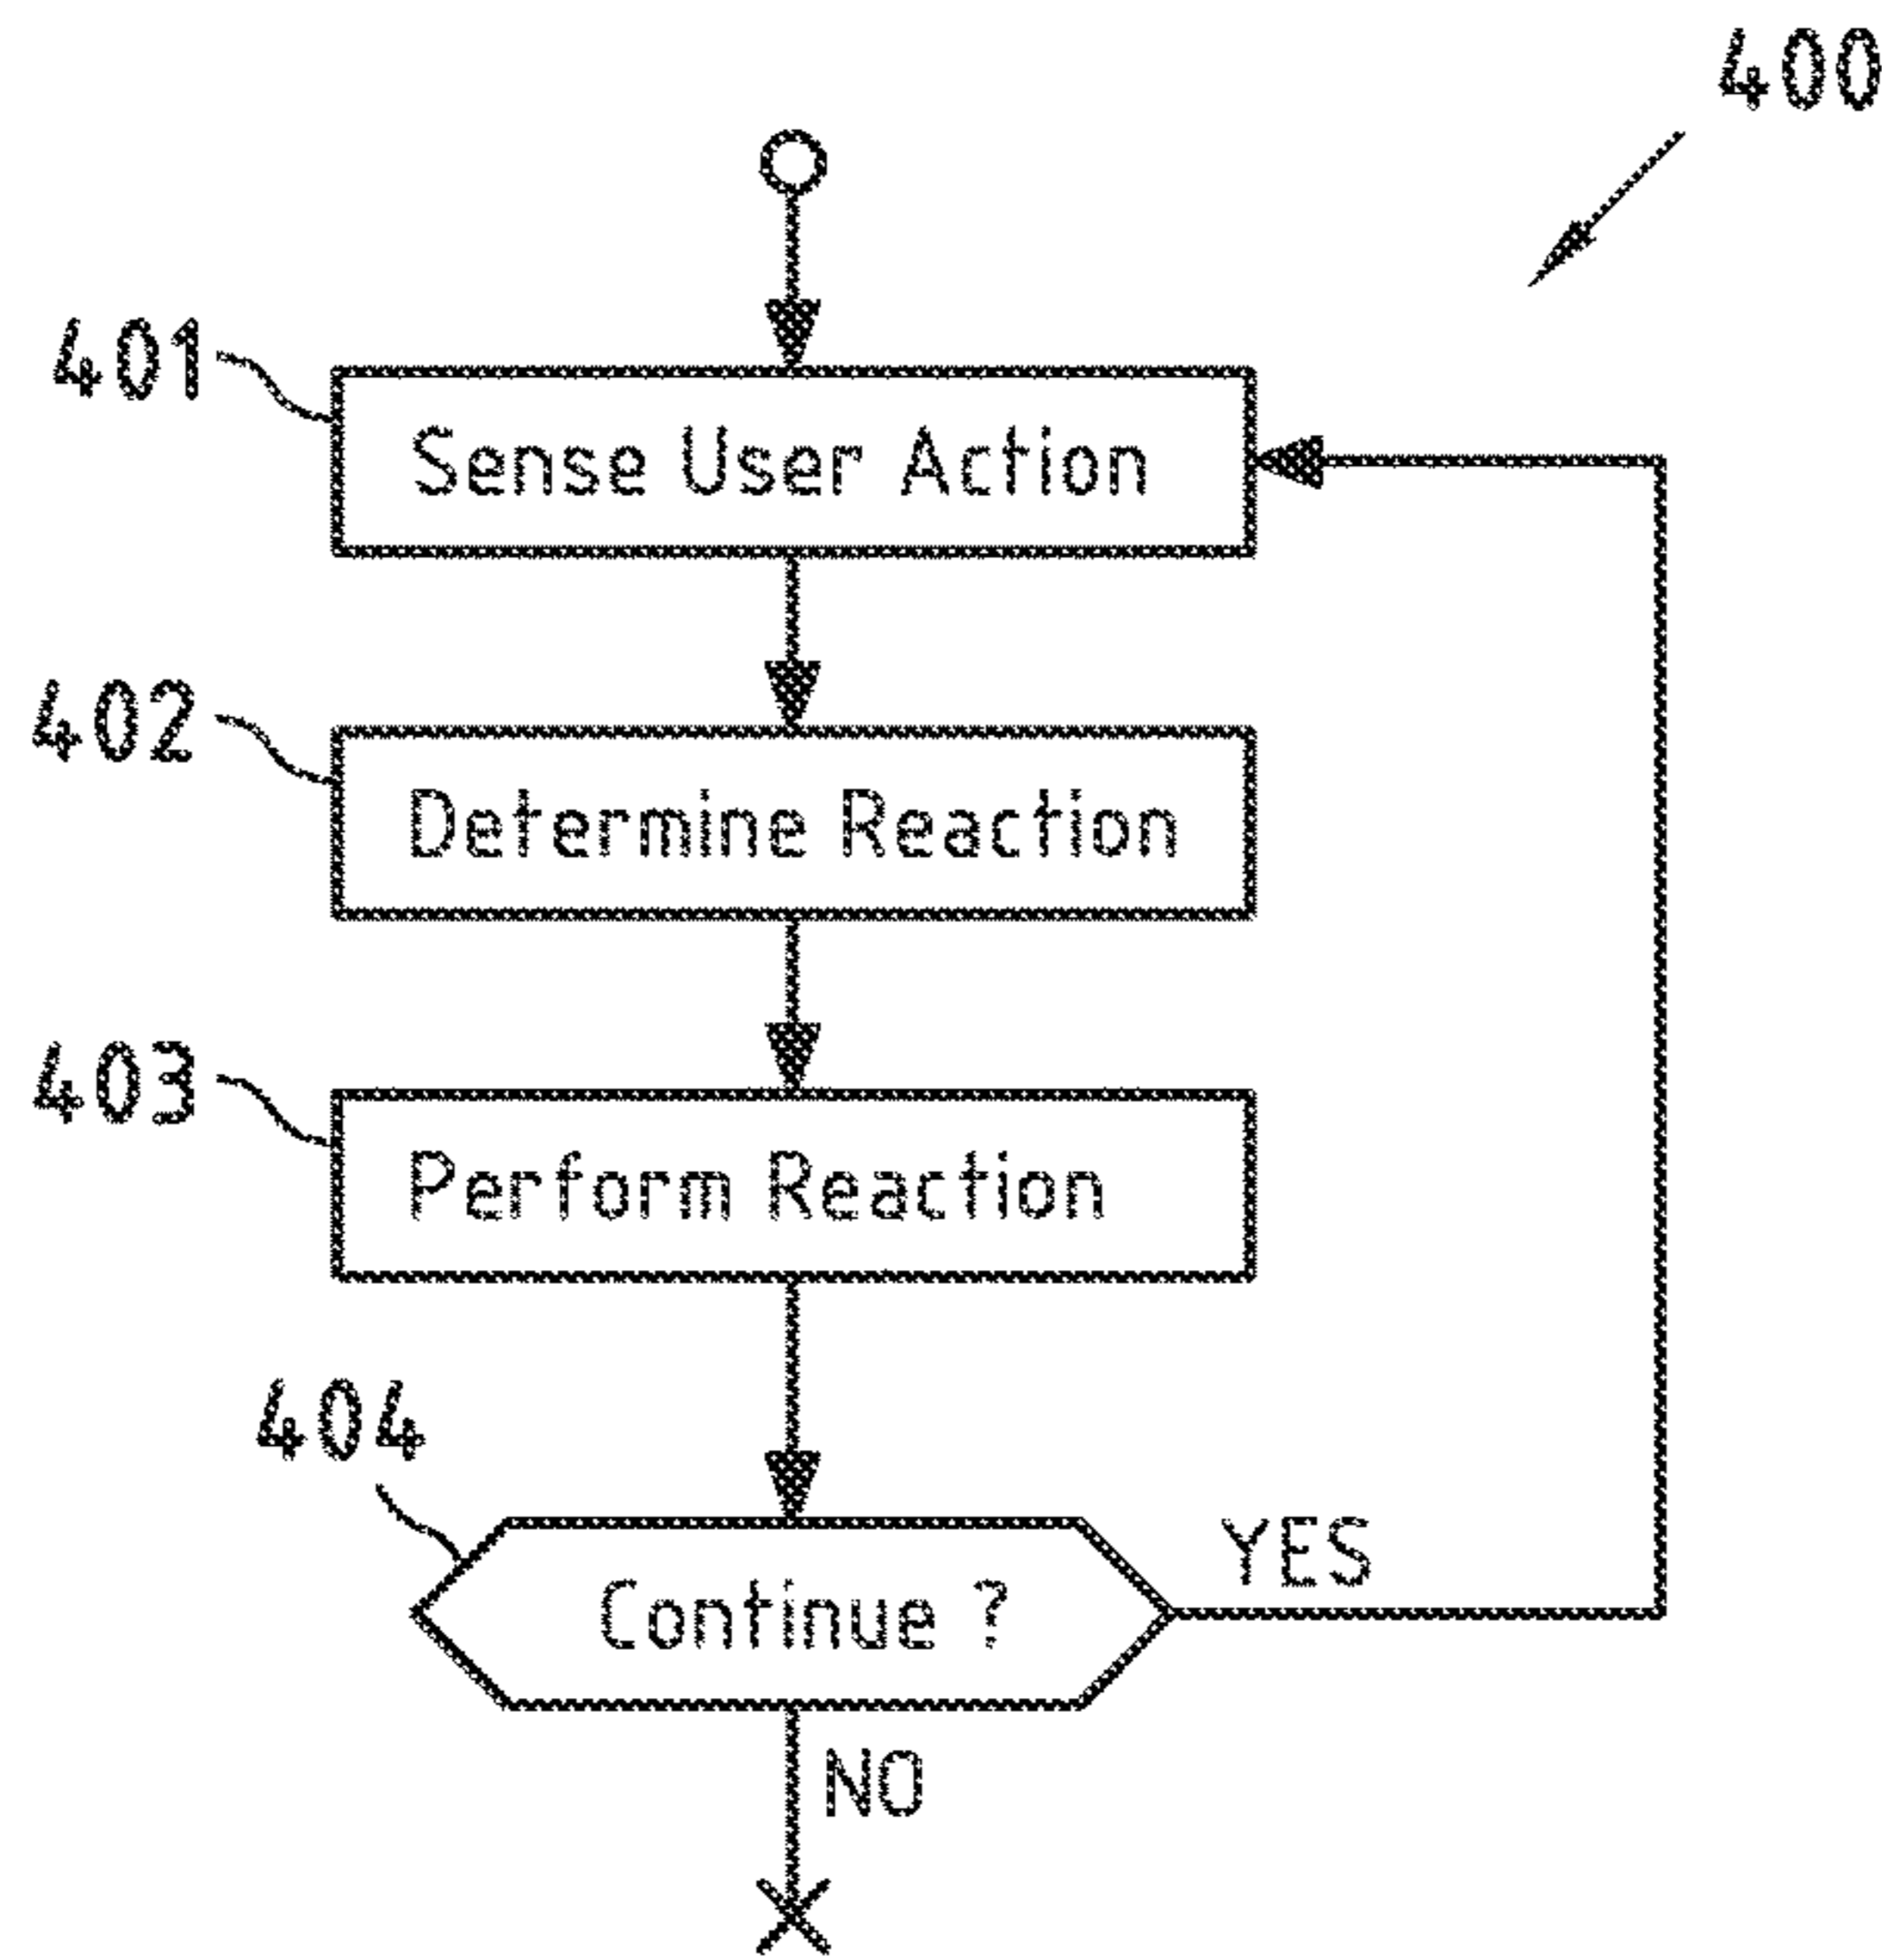 400
401
Sense User Action
402
Determine Reaction
403
Perform Reaction
404
Continue ?
YES
NO